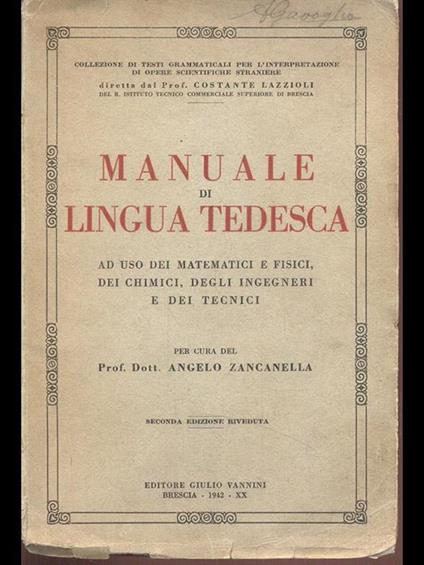 COLLEZIONE DI TESTI GRAMMATICALI PER L'INTERPRETAZIONE
DI OPERE SCIENTIFICHE STRANIERE
diretta dal Prof. COSTANTE LAZZIOLI
DEL R. ISTITUTO TECNICO COMMERCIALE SUPERIORE DI BRESCIA
MANUALE
DI
LINGUA TEDESCA
AD USO DEI MATEMATICI E FISICI,
DEI CHIMICI, DEGLI INGEGNERI
E DEI TECNICI
PER CURA DEL
Prof. Dott. ANGELO ZANCANELLA
SECONDA EDIZIONE RIVEDUTA
EDITORE GIULIO VANNINI
BRESCIA - 1942 - XX